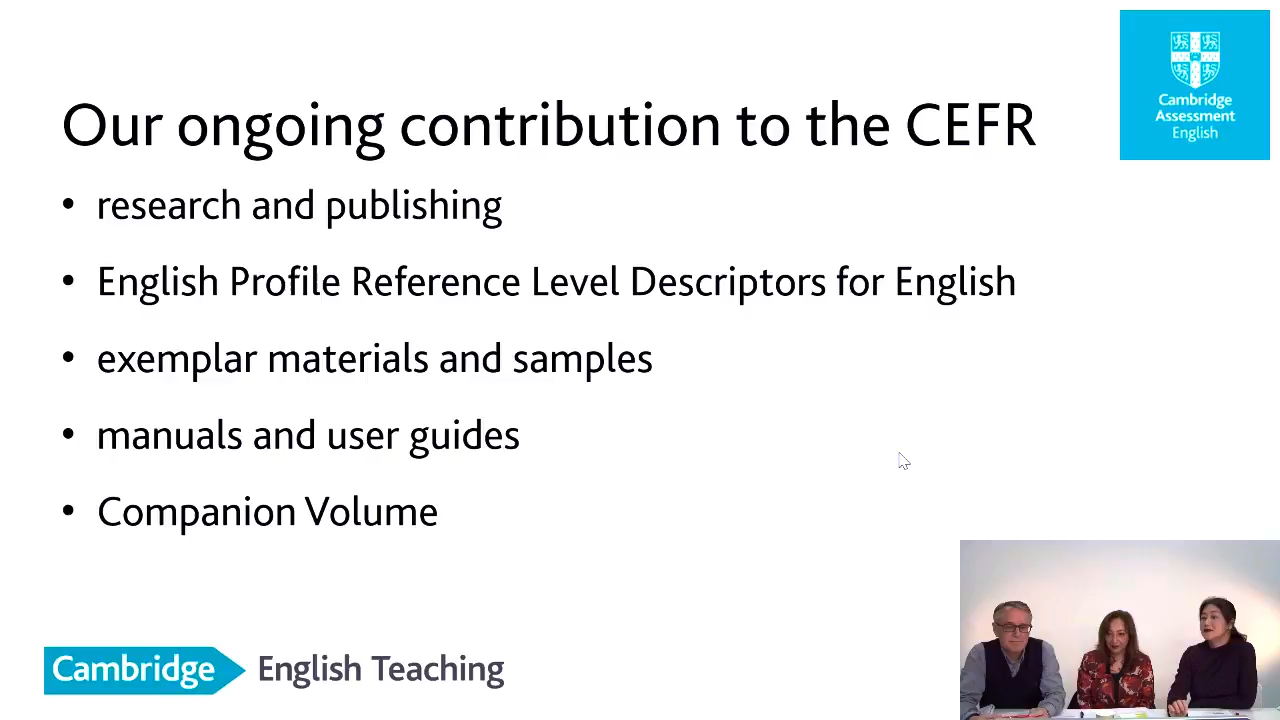 Our ongoing contribution to the CEFR
Cambridge
Assessment
English
• research and publishing
• English Profile Reference Level Descriptors for English
• exemplar materials and samples
• manuals and user guides
• Companion Volume
Cambridge English Teaching